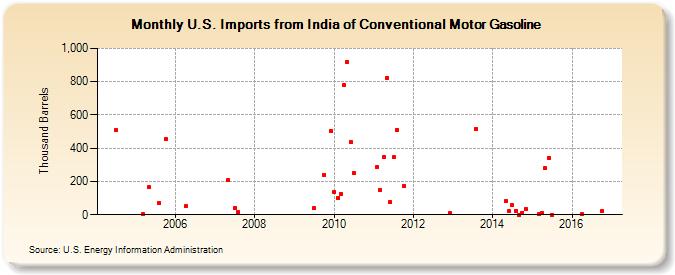 Monthly U.S. Imports from India of Conventional Motor Gasoline
Thousand Barrels
1,000
800
600
400
200
0
2006 2008 2010 2012 2014 2016
Source: U.S. Energy Information Administration